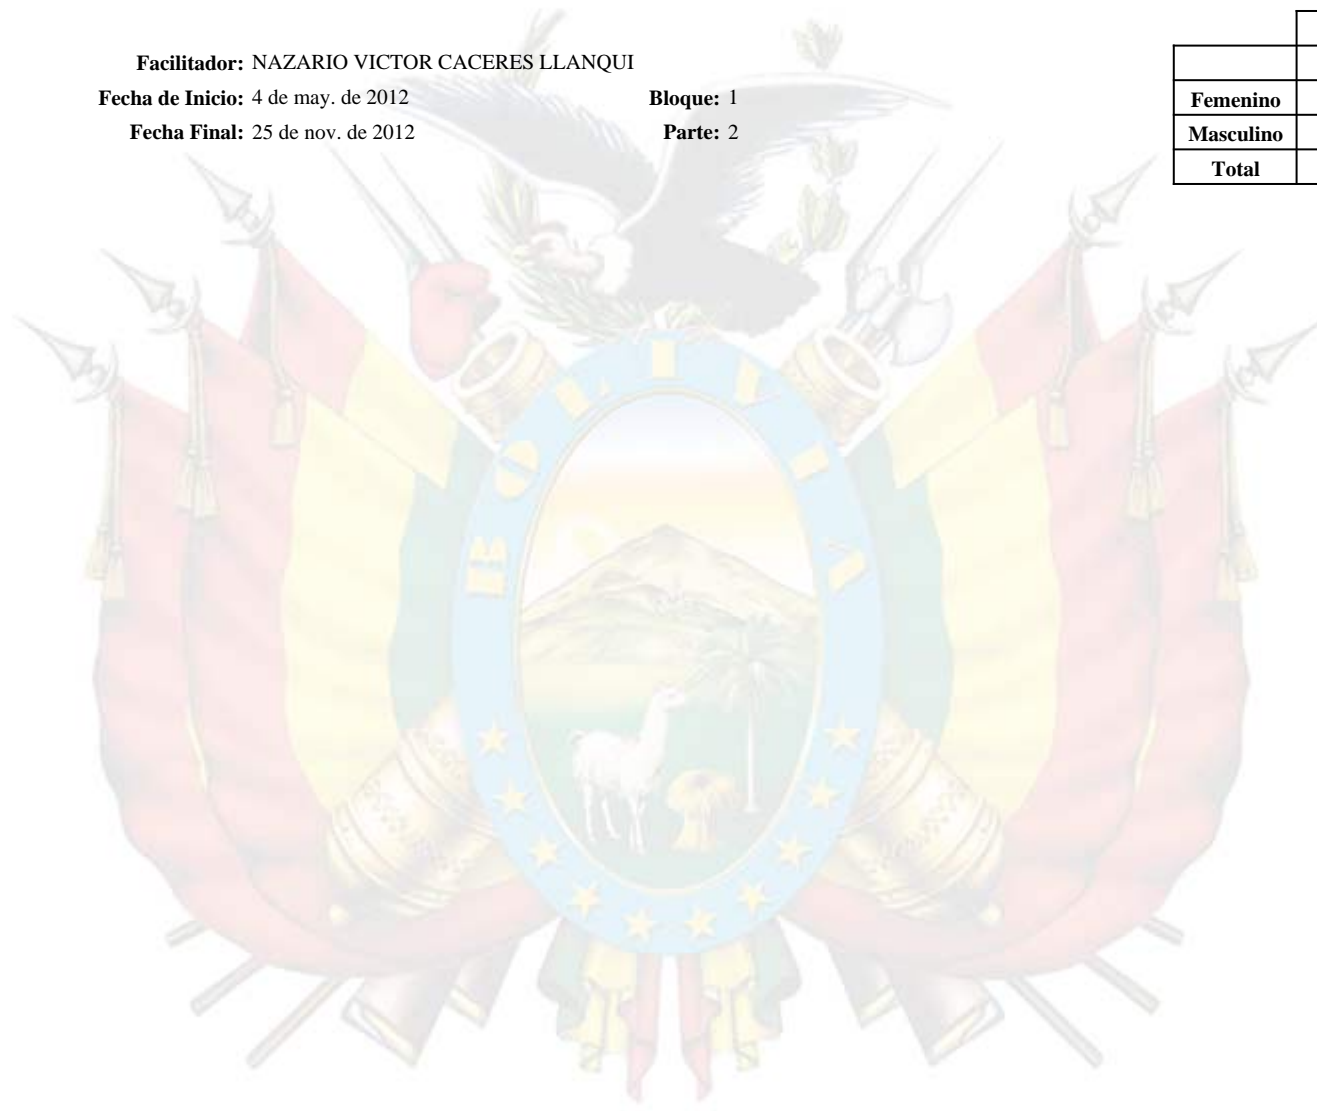 Facilitador: NAZARIO VICTOR CACERES LLANQUI
Fecha de Inicio: 4 de may. de 2012 Bloque: 1
Fecha Final: 25 de nov. de 2012 Parte: 2
Femenino
Masculino
Total
BOLIVIA